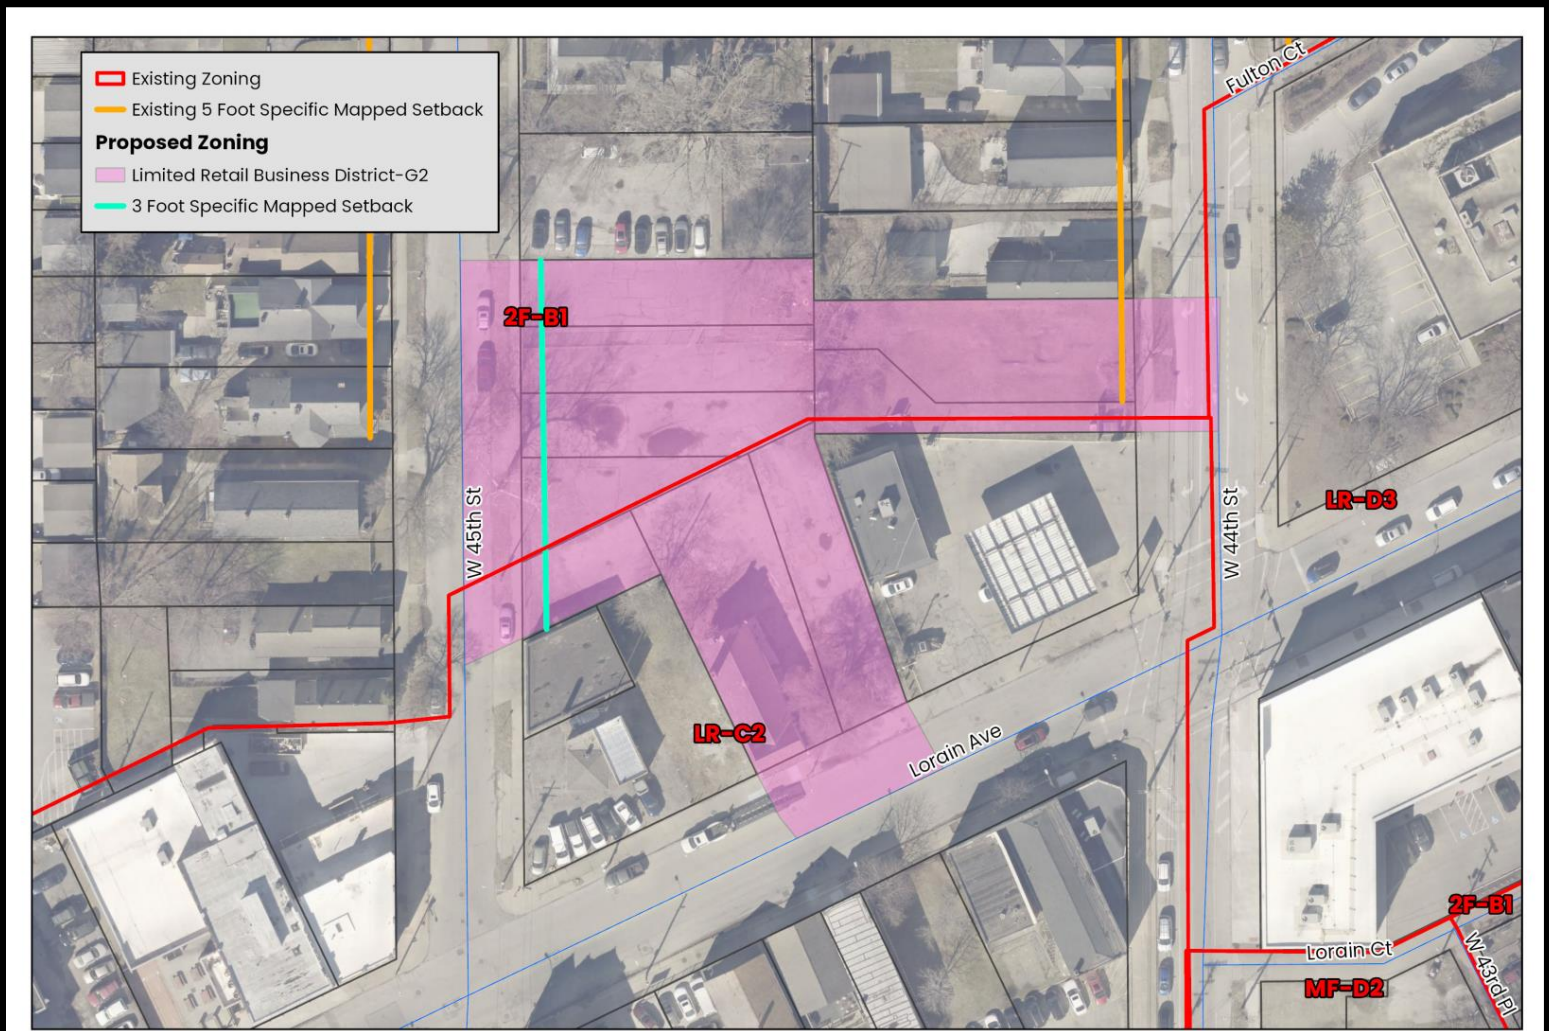 Existing Zoning
Existing 5 Foot Specific Mapped Setback
Proposed Zoning
Limited Retail Business District-G2
3 Foot Specific Mapped Setback
Fulton Ct
2F-B1
W 45th St
W 44th St
LR-D3
LR-C2
Lorain Ave
2F-B1
Lorain Ct
W 43rd Pl
MF-D2